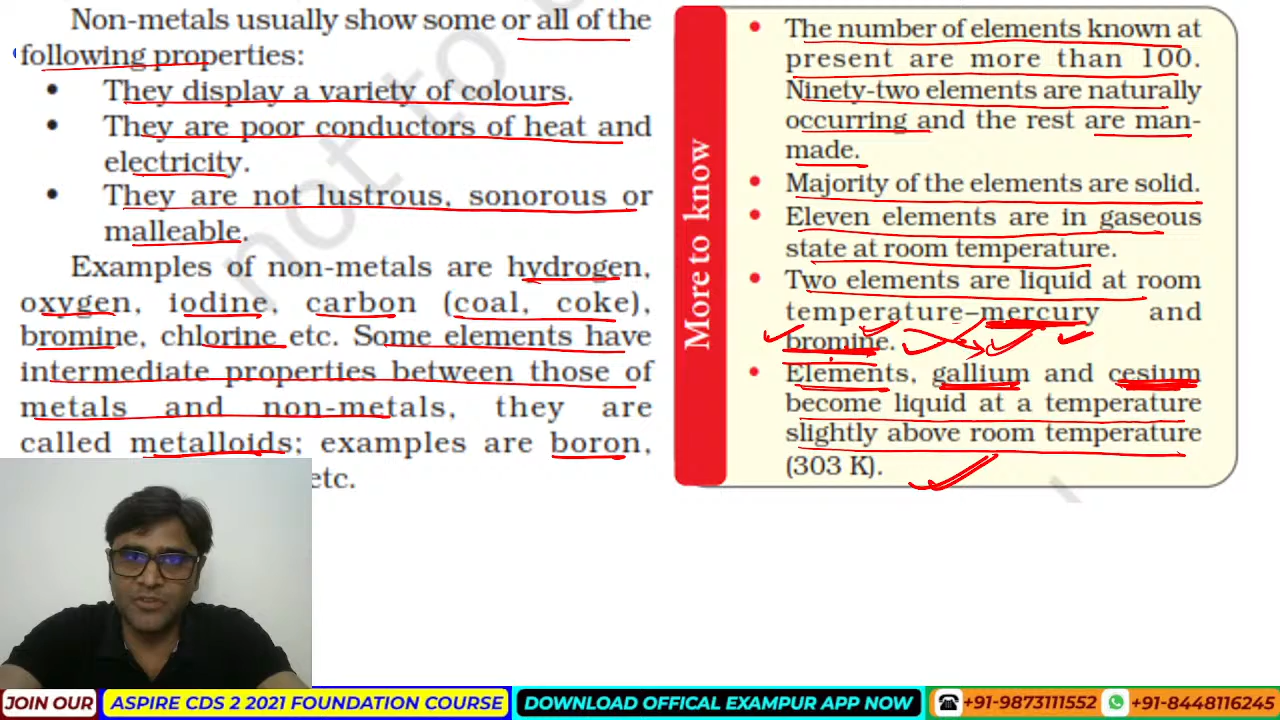 Non-metals usually show some or all of the
following properties:
• They display a variety of colours.
• They are poor conductors of heat and
electricity.
• They are not lustrous, sonorous or
malleable.
Examples of non-metals are hydrogen,
oxygen, iodine, carbon (coal, coke),
bromine, chlorine etc. Some elements have
intermediate properties between those of
metals and non-metals, they are
called metalloids; examples are boron,
etc.
More to know
• The number of elements known at
present are more than 100.
Ninety-two elements are naturally
occurring and the rest are man-
made.
• Majority of the elements are solid.
• Eleven elements are in gaseous
state at room temperature.
• Two elements are liquid at room
temperature–mercury and
bromine.
• Elements, gallium and cesium
become liquid at a temperature
slightly above room temperature
(303 K).
not to be
JOIN OUR
ASPIRE CDS 2 2021 FOUNDATION COURSE
DOWNLOAD OFFICAL EXAMPUR APP NOW
+91-9873111552
+91-8448116245